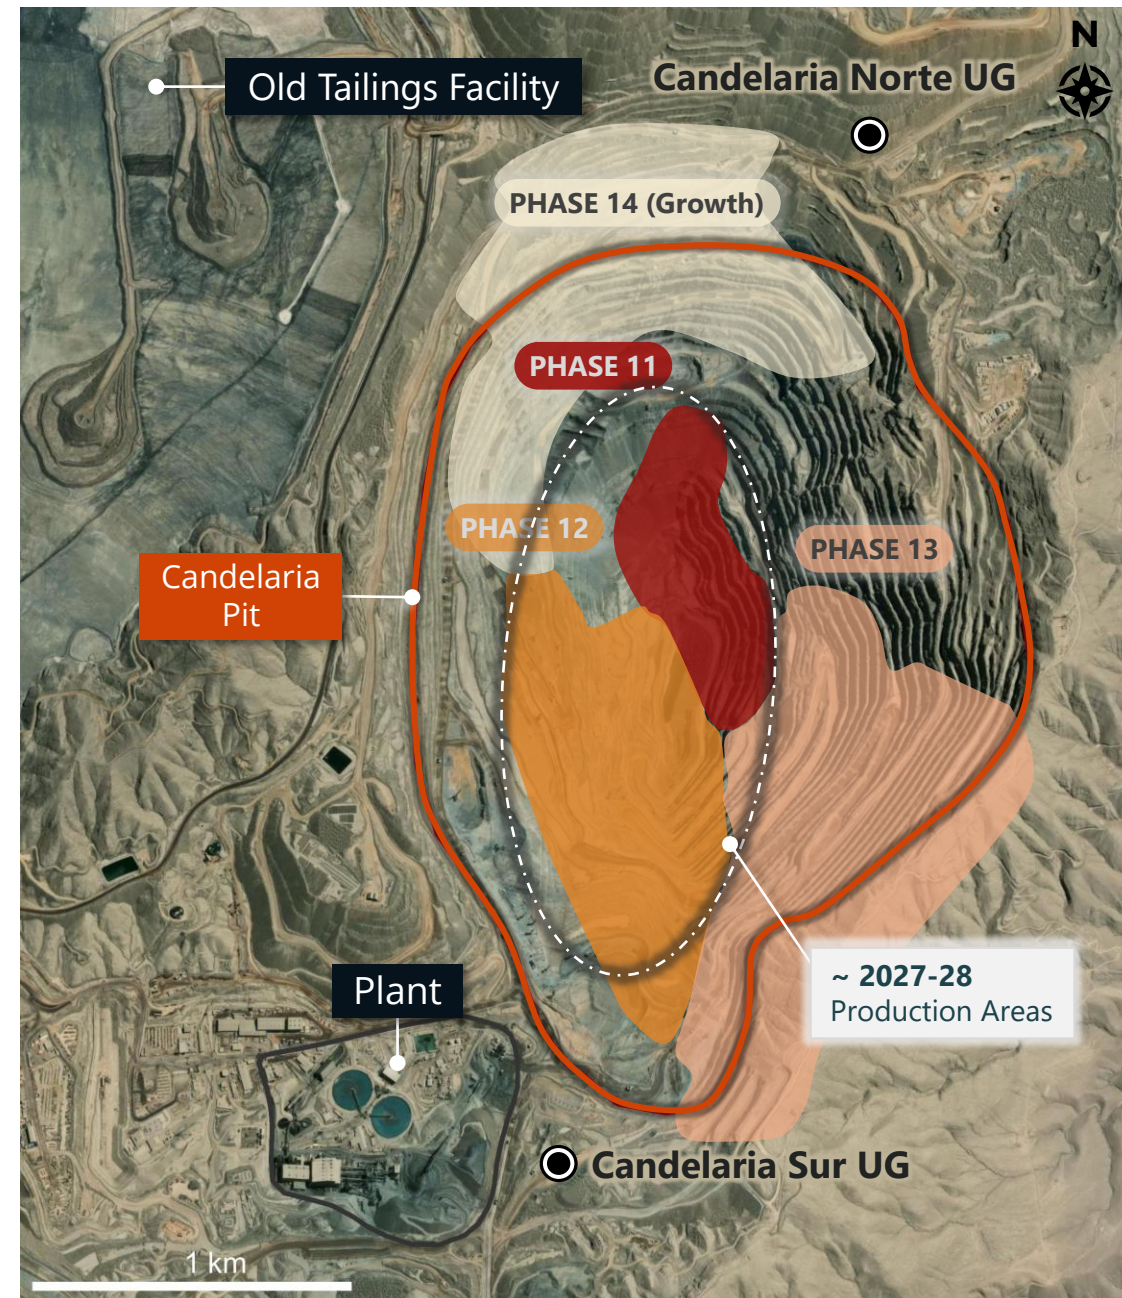 N
Old Tailings Facility
Candelaria Norte UG
PHASE 14 (Growth)
PHASE 11
PHASE 12
PHASE 13
Candelaria
Pit
~ 2027-28
Production Areas
Plant
Candelaria Sur UG
1 km